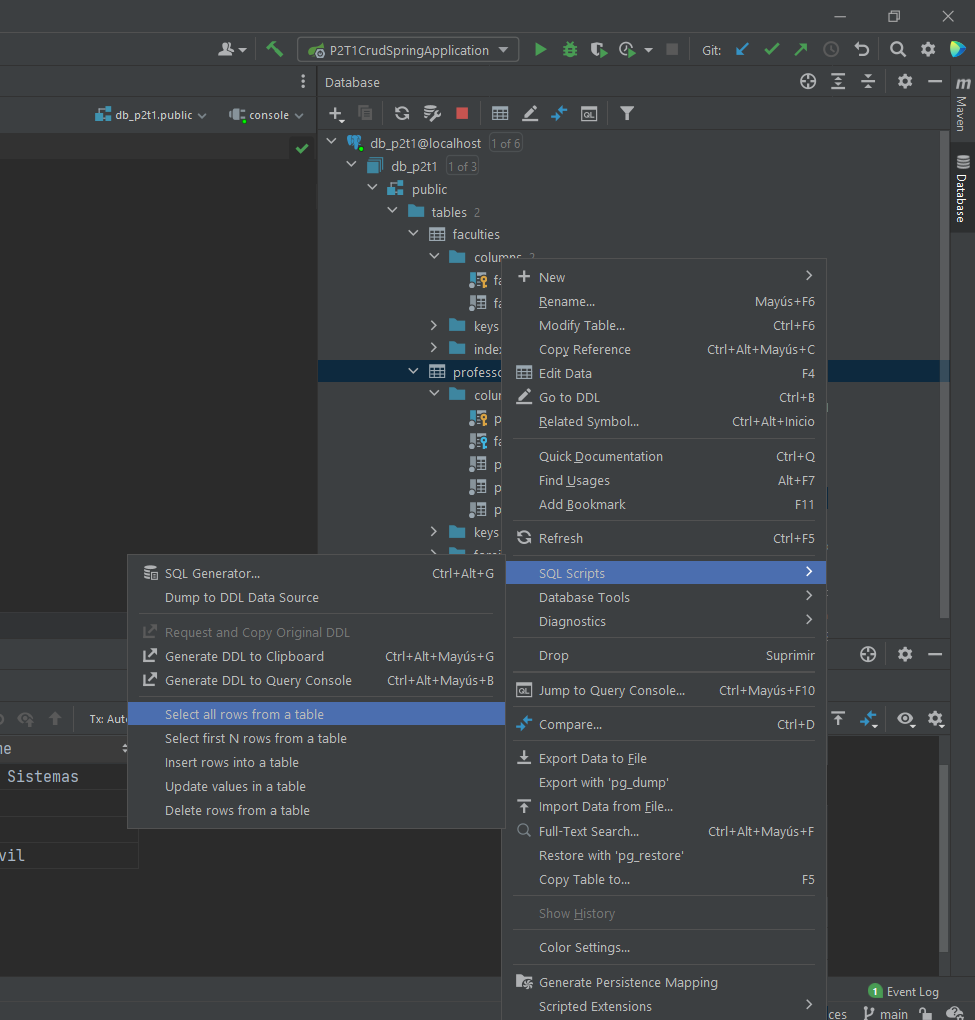 P2T1CrudSpringApplication
Git:
Database
m
Maven
Database
db_p2t1.public
console
db_p2t1@localhost 1 of 6
db_p2t1 1 of 3
public
tables 2
faculties
columns 2
fa
fa
keys
index
professo
colu
p
fa
p
p
p
keys
New
Rename... Mayús+F6
Modify Table... Ctrl+F6
Copy Reference Ctrl+Alt+Mayús+C
Edit Data F4
Go to DDL Ctrl+B
Related Symbol... Ctrl+Alt+Inicio
Quick Documentation Ctrl+Q
Find Usages Alt+F7
Add Bookmark F11
Refresh Ctrl+F5
SQL Scripts
Database Tools
Diagnostics
Drop Suprimir
Jump to Query Console... Ctrl+Mayús+F10
Compare... Ctrl+D
Export Data to File
Export with 'pg_dump'
Import Data from File...
Full-Text Search... Ctrl+Alt+Mayús+F
Restore with 'pg_restore'
Copy Table to... F5
Show History
Color Settings...
Generate Persistence Mapping
Scripted Extensions
SQL Generator... Ctrl+Alt+G
Dump to DDL Data Source
Request and Copy Original DDL
Generate DDL to Clipboard Ctrl+Alt+Mayús+G
Generate DDL to Query Console Ctrl+Alt+Mayús+B
Select all rows from a table
Select first N rows from a table
Insert rows into a table
Update values in a table
Delete rows from a table
Tx: Auto
me
Sistemas
vil
1 Event Log
ces
main